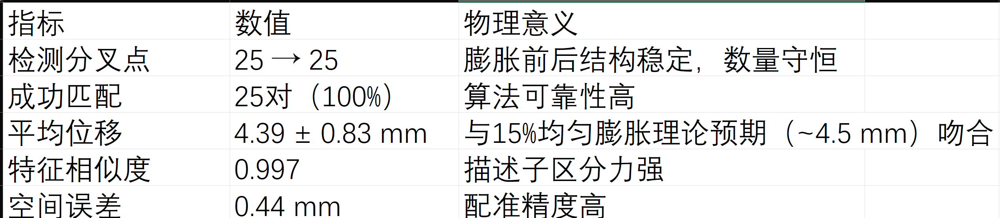 指标 数值 物理意义
检测分叉点 25 → 25 膨胀前后结构稳定，数量守恒
成功匹配 25对（100%） 算法可靠性高
平均位移 4.39 ± 0.83 mm 与15%均匀膨胀理论预期（~4.5 mm）吻合
特征相似度 0.997 描述子区分力强
空间误差 0.44 mm 配准精度高